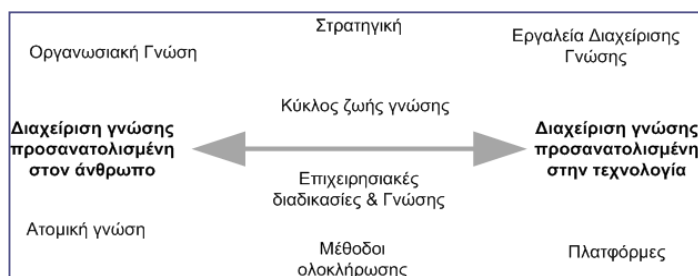 Στρατηγική
Οργανωσιακή Γνώση
Εργαλεία Διαχείρισης
Γνώσης
Κύκλος ζωής γνώσης
Διαχείριση γνώσης
προσανατολισμένη
στον άνθρωπο
Διαχείριση γνώσης
προσανατολισμένη
στην τεχνολογία
Επιχειρησιακές
διαδικασίες & Γνώσης
Ατομική γνώση
Μέθοδοι
ολοκλήρωσης
Πλατφόρμες